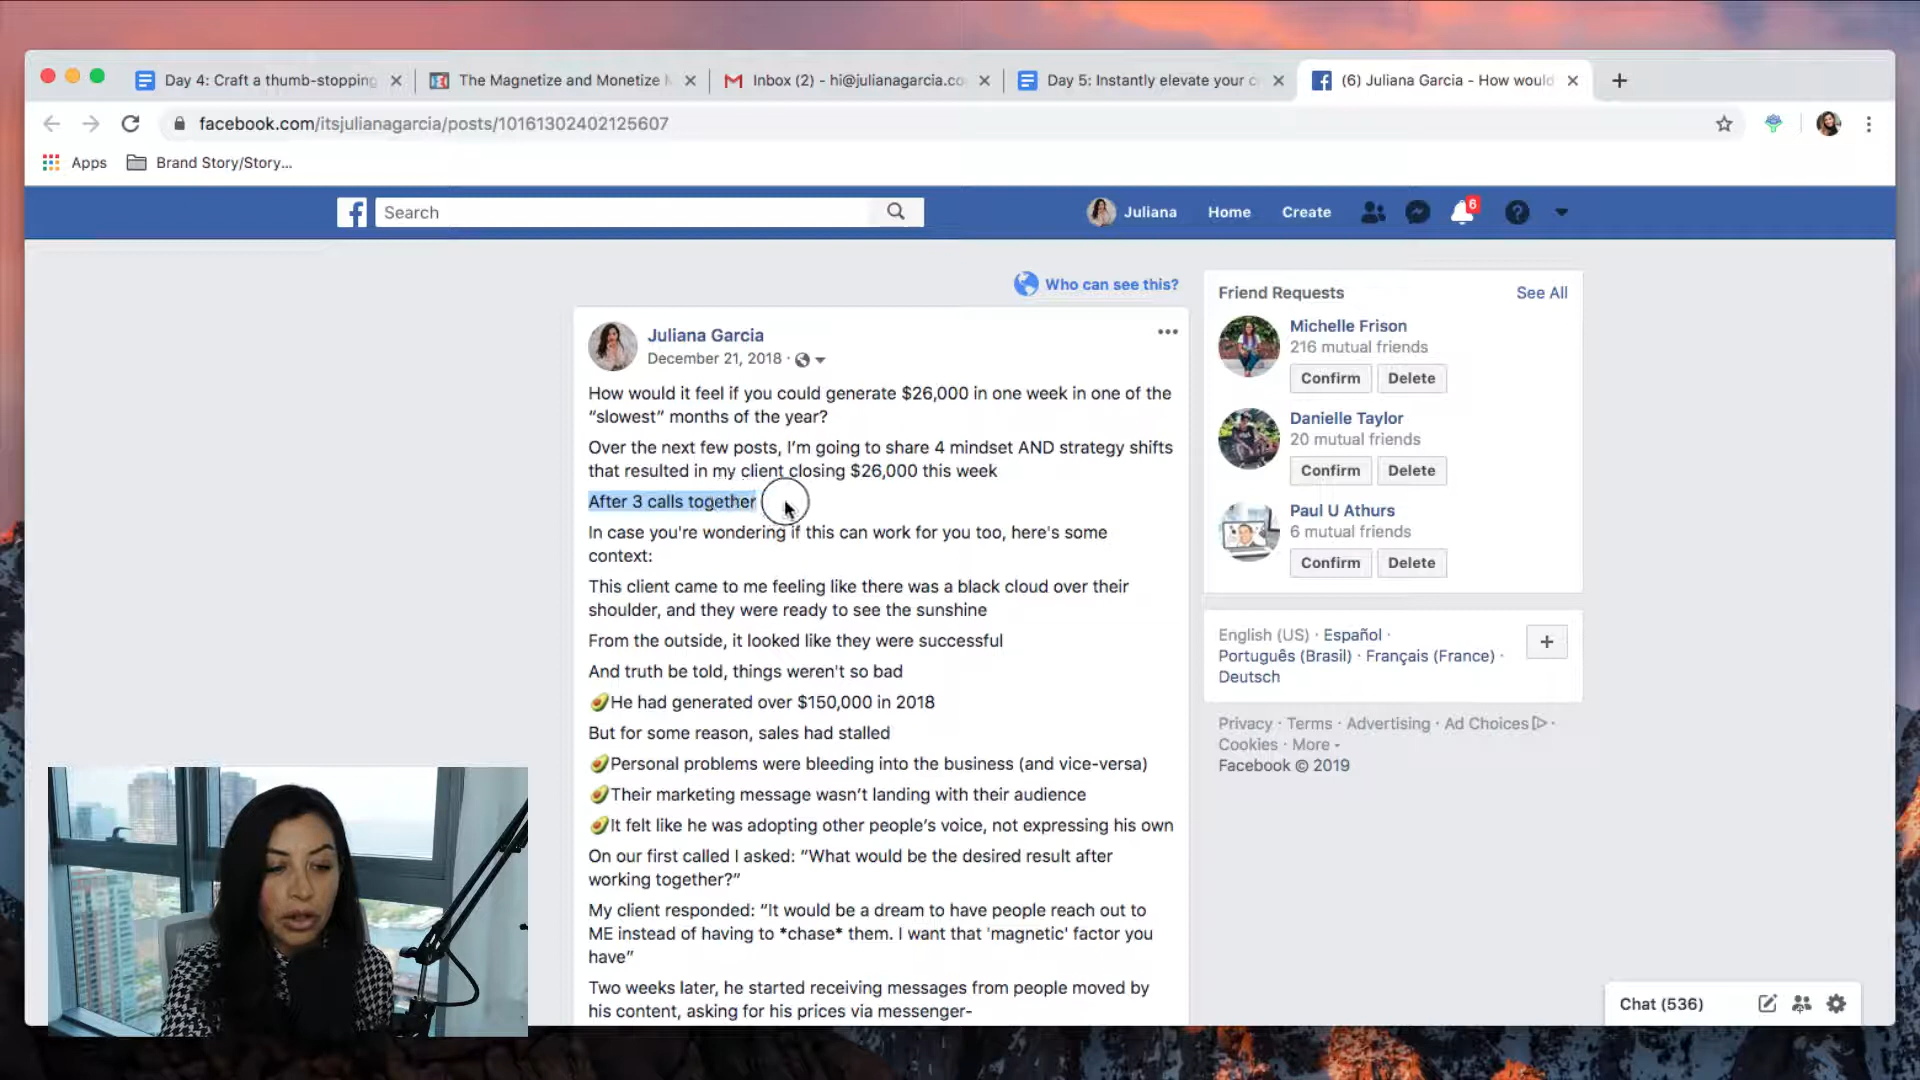 Day 4: Craft a thumb-stopping
The Magnetize and Monetize
Inbox (2) - hi@julianagarcia.co
Day 5: Instantly elevate your c
(6) Juliana Garcia - How would
facebook.com/itsjulianagarcia/posts/10161302402125607
Apps
Brand Story/Story...
Search
Juliana
Home
Create
6
Who can see this?
Juliana Garcia
December 21, 2018 ·
How would it feel if you could generate $26,000 in one week in one of the
“slowest” months of the year?
Over the next few posts, I’m going to share 4 mindset AND strategy shifts
that resulted in my client closing $26,000 this week
After 3 calls together
In case you're wondering if this can work for you too, here's some
context:
This client came to me feeling like there was a black cloud over their
shoulder, and they were ready to see the sunshine
From the outside, it looked like they were successful
And truth be told, things weren't so bad
🥑He had generated over $150,000 in 2018
But for some reason, sales had stalled
🥑Personal problems were bleeding into the business (and vice-versa)
🥑Their marketing message wasn’t landing with their audience
🥑It felt like he was adopting other people’s voice, not expressing his own
On our first called I asked: “What would be the desired result after
working together?”
My client responded: “It would be a dream to have people reach out to
ME instead of having to *chase* them. I want that 'magnetic' factor you
have”
Two weeks later, he started receiving messages from people moved by
his content, asking for his prices via messenger-
Friend Requests
See All
Michelle Frison
216 mutual friends
Confirm
Delete
Danielle Taylor
20 mutual friends
Confirm
Delete
Paul U Athurs
6 mutual friends
Confirm
Delete
English (US) · Español ·
Português (Brasil) · Français (France) ·
Deutsch
Privacy · Terms · Advertising · Ad Choices ·
Cookies · More
Facebook © 2019
Chat (536)